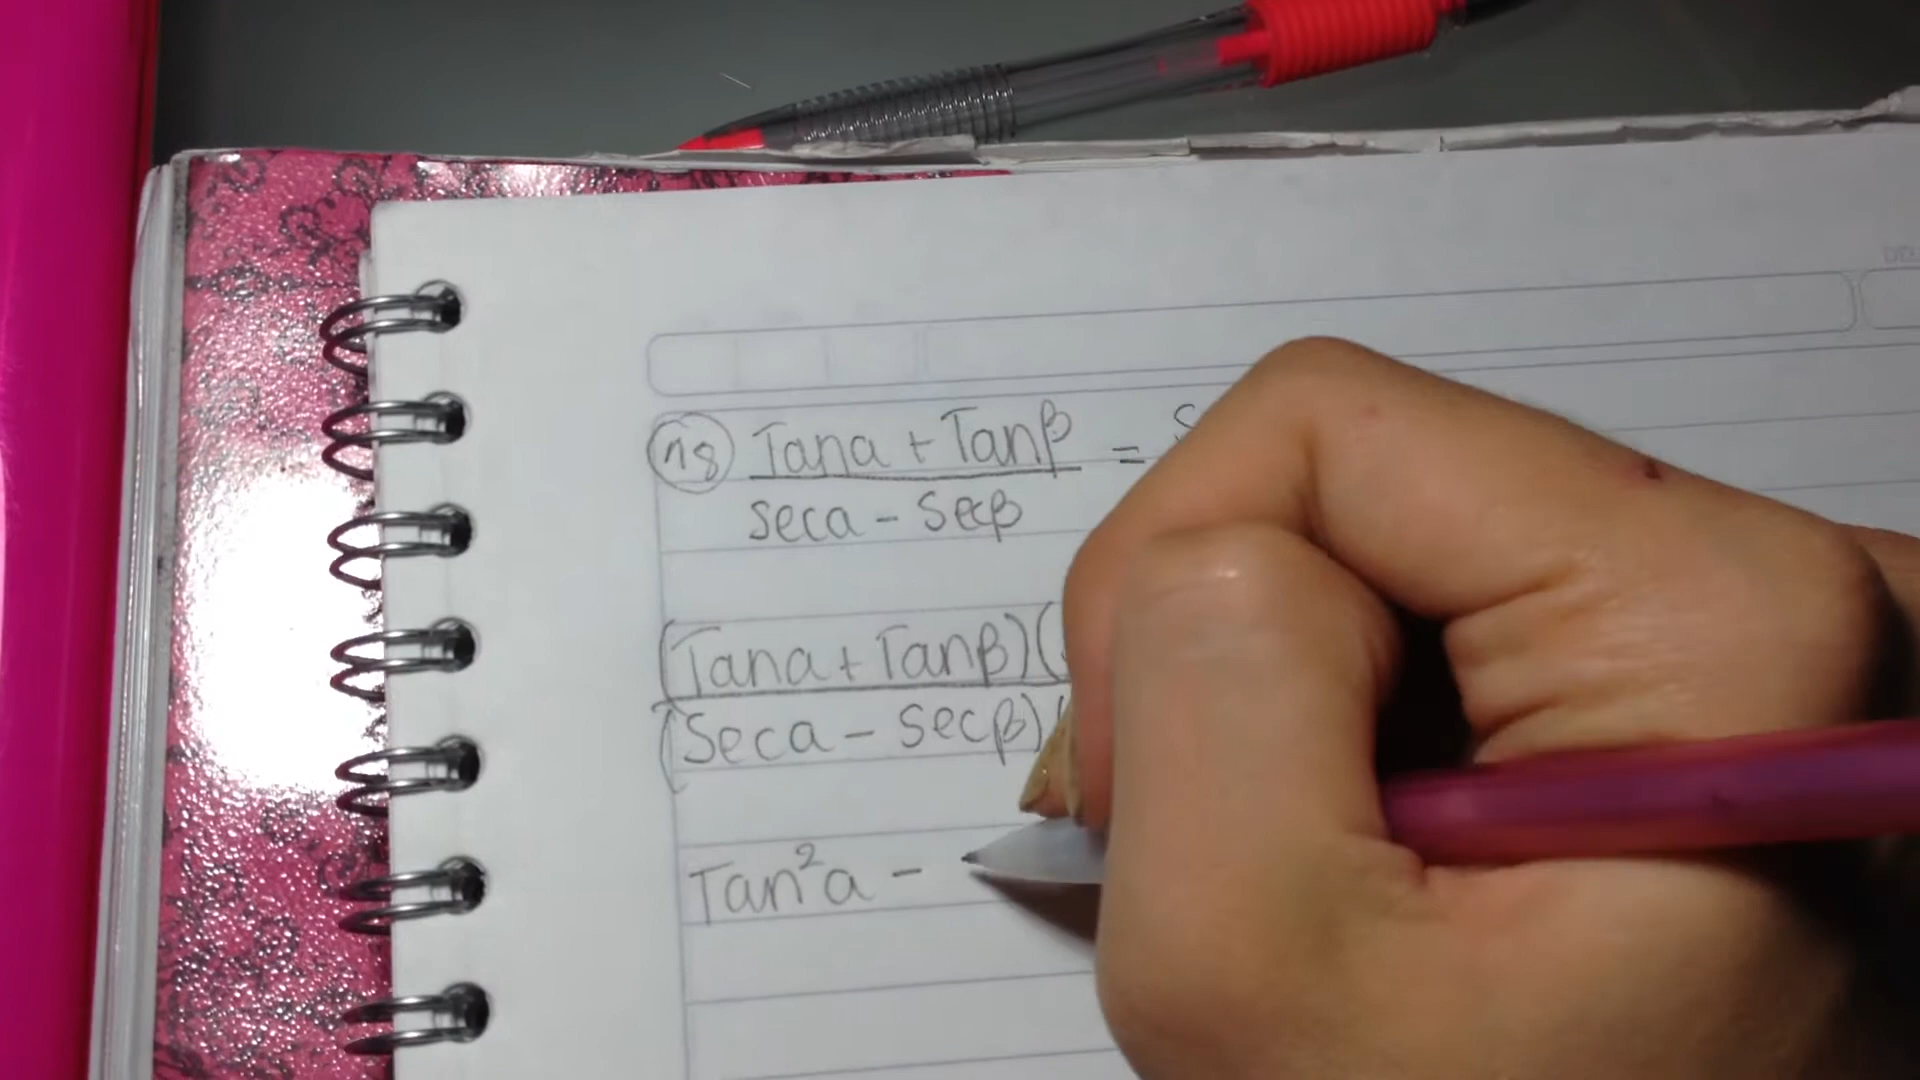 18 Tana + Tanβ = S
seca - secβ
(Tana + Tanβ)(
(Seca - Secβ)(
Tan²a -